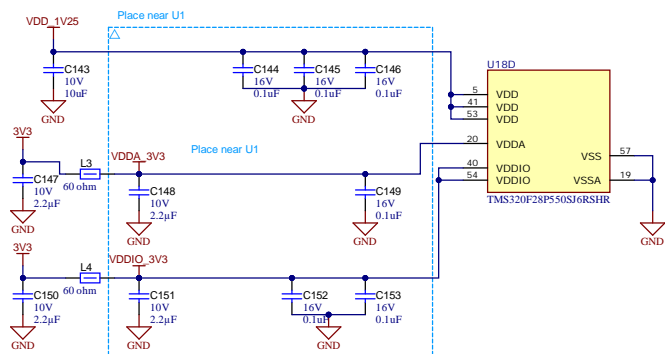 Place near U1
VDD_1V25
C143
10V
10uF
GND
C144
16V
0.1uF
C145
16V
0.1uF
C146
16V
0.1uF
GND
U18D
5 VDD
41 VDD
53 VDD
20 VDDA
40 VDDIO
54 VDDIO
VSS 57
VSSA 19
TMS320F28P550SJ6RSHR
GND
Place near U1
3V3
L3
60 ohm
VDDA_3V3
C147
10V
2.2µF
GND
C148
10V
2.2µF
GND
C149
16V
0.1uF
GND
3V3
L4
60 ohm
VDDIO_3V3
C150
10V
2.2µF
GND
C151
10V
2.2µF
GND
C152
16V
0.1uF
C153
16V
0.1uF
GND